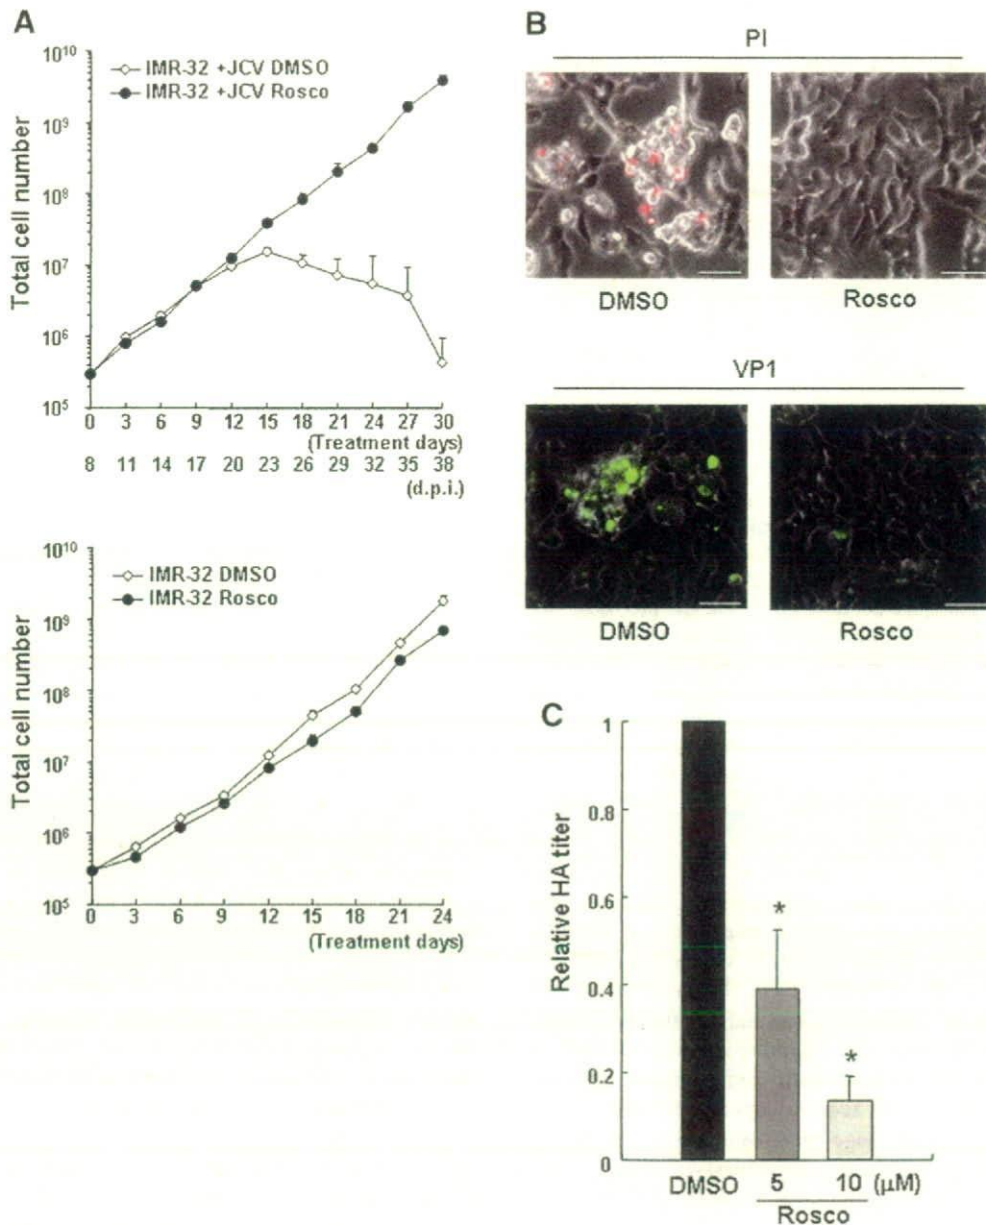 A
10^10
10^9
10^8
10^7
10^6
10^5
Total cell number
IMR-32 +JCV DMSO
IMR-32 +JCV Rosco
0 3 6 9 12 15 18 21 24 27 30
(Treatment days)
8 11 14 17 20 23 26 29 32 35 38
(d.p.i.)
10^10
10^9
10^8
10^7
10^6
10^5
Total cell number
IMR-32 DMSO
IMR-32 Rosco
0 3 6 9 12 15 18 21 24
(Treatment days)
B
PI
DMSO Rosco
VP1
DMSO Rosco
C
1
0.8
0.6
0.4
0.2
0
Relative HA titer
*
*
DMSO 5 10 (μM)
Rosco